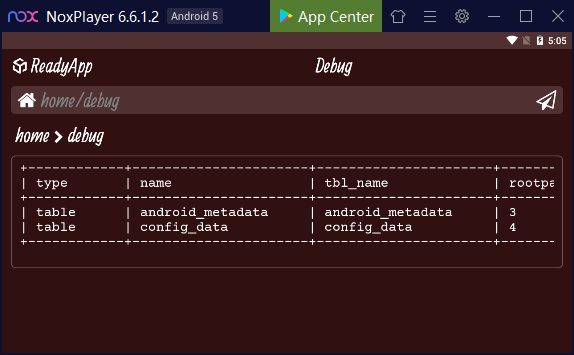 nox NoxPlayer 6.6.1.2 Android 5 App Center
5:05
ReadyApp Debug
home/debug
home > debug
+------------+----------------------+----------------------+-------
| type | name | tbl_name | rootpa
+------------+----------------------+----------------------+-------
| table | android_metadata | android_metadata | 3
| table | config_data | config_data | 4
+------------+----------------------+----------------------+-------